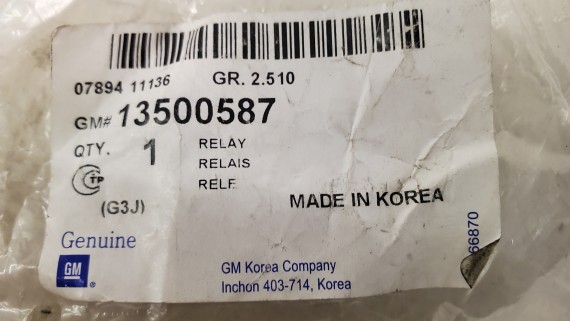 07894 11136 GR. 2.510
GM# 13500587
QTY. 1 RELAY
RELAIS
RELE
TP
(G3J)
MADE IN KOREA
Genuine
GM
GM Korea Company
Inchon 403-714, Korea
66870